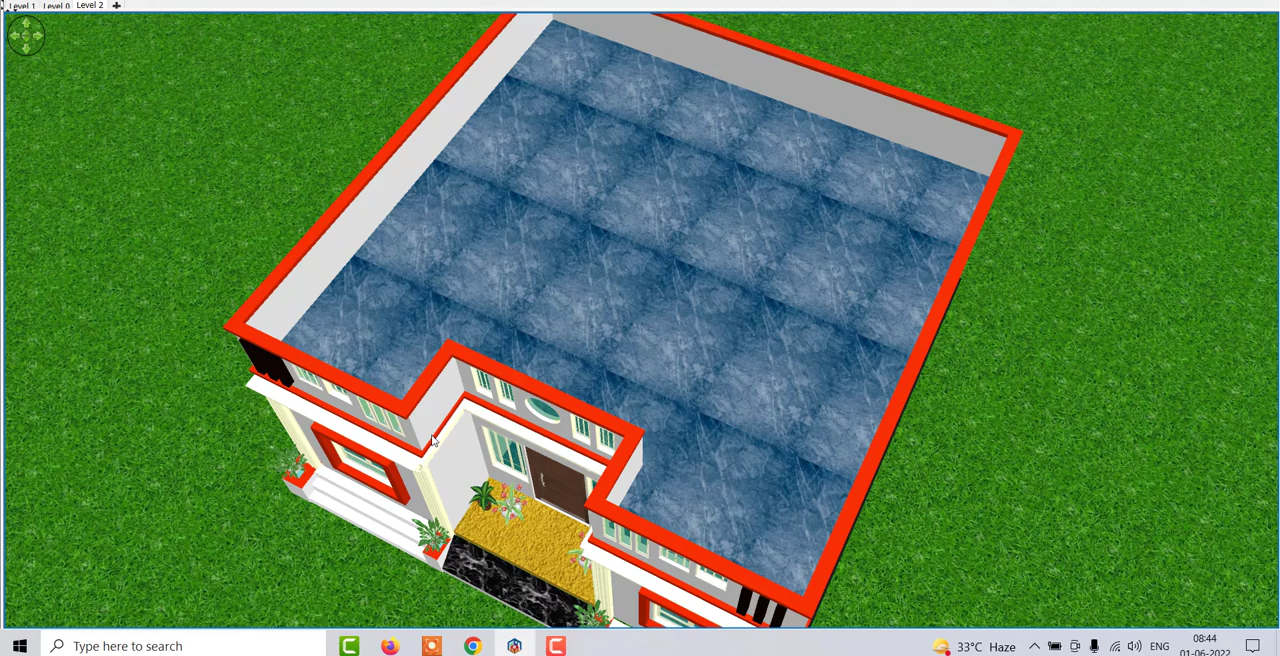 Level 1 Level 0 Level 2
Type here to search
33°C Haze
ENG
08:44
01-06-2022